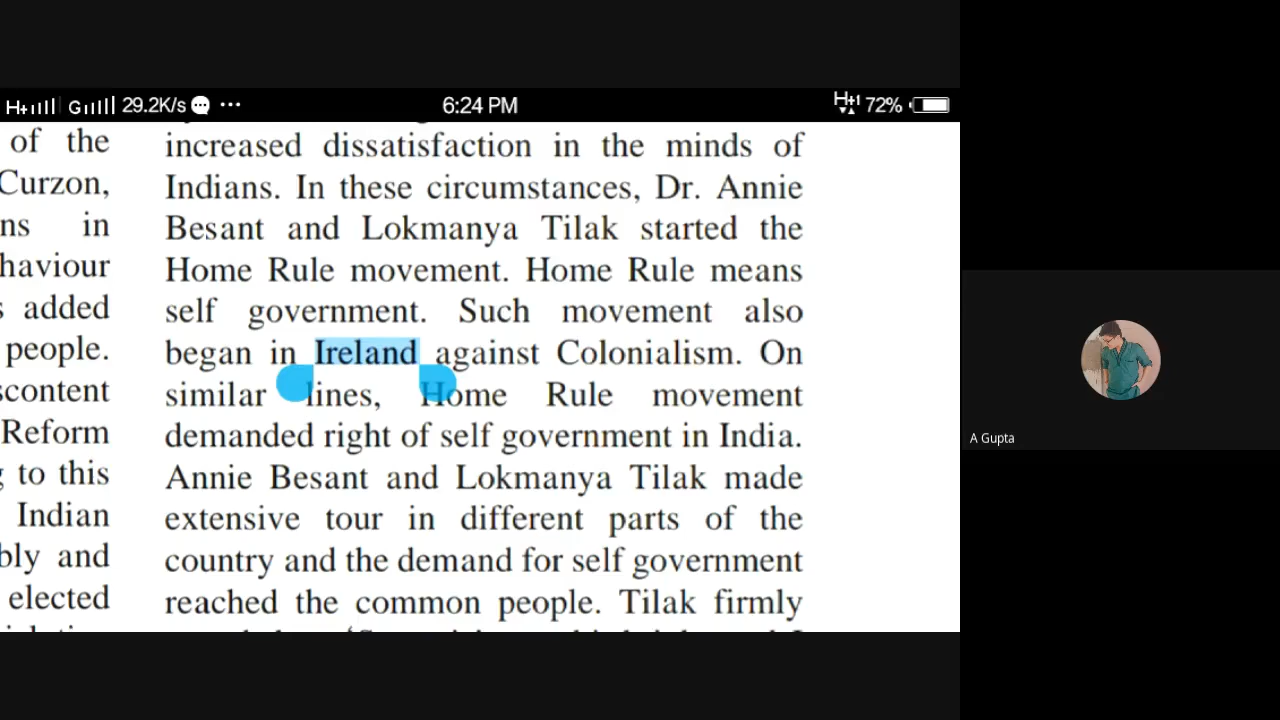 29.2K/s 6:24 PM 72%
of the
Curzon,
ns in
haviour
s added
people.
scontent
Reform
g to this
Indian
bly and
elected
increased dissatisfaction in the minds of
Indians. In these circumstances, Dr. Annie
Besant and Lokmanya Tilak started the
Home Rule movement. Home Rule means
self government. Such movement also
began in Ireland against Colonialism. On
similar lines, Home Rule movement
demanded right of self government in India.
Annie Besant and Lokmanya Tilak made
extensive tour in different parts of the
country and the demand for self government
reached the common people. Tilak firmly
A Gupta